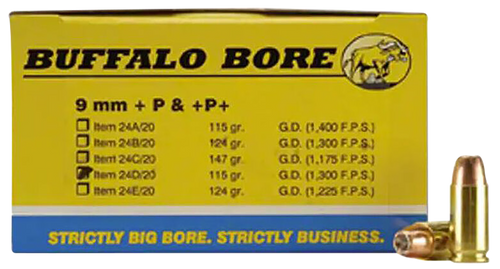 BUFFALO BORE
9 mm + P & +P+
Item 24A/20 115 gr. G.D. (1,400 F.P.S.)
Item 24B/20 124 gr. G.D. (1,300 F.P.S.)
Item 24C/20 147 gr. G.D. (1,175 F.P.S.)
Item 24D/20 115 gr. G.D. (1,300 F.P.S.)
Item 24E/20 124 gr. G.D. (1,225 F.P.S.)
STRICTLY BIG BORE. STRICTLY BUSINESS.